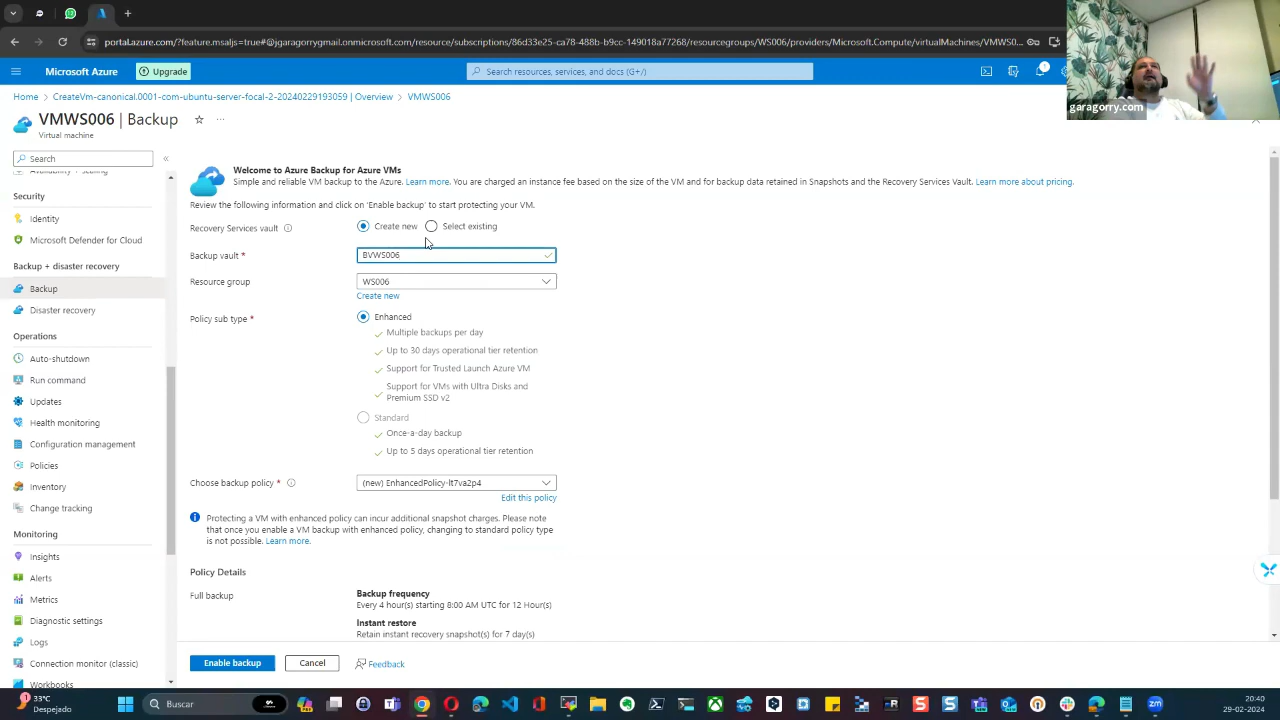 portal.azure.com/?feature.msaljs=true#@jgaragorrygmail.onmicrosoft.com/resource/subscriptions/86d33e25-ca78-488b-b9cc-149018a77268/resourcegroups/WS006/providers/Microsoft.Compute/virtualMachines/VMWS0...
Microsoft Azure
Upgrade
Search resources, services, and docs (G+/)
1
garagorry.com
Home > CreateVm-canonical.0001-com-ubuntu-server-focal-2-20240229193059 | Overview > VMWS006
VMWS006 | Backup
Virtual machine
Search
Availability + scaling
Security
Identity
Microsoft Defender for Cloud
Backup + disaster recovery
Backup
Disaster recovery
Operations
Auto-shutdown
Run command
Updates
Health monitoring
Configuration management
Policies
Inventory
Change tracking
Monitoring
Insights
Alerts
Metrics
Diagnostic settings
Logs
Connection monitor (classic)
Workbooks
Welcome to Azure Backup for Azure VMs
Simple and reliable VM backup to the Azure. Learn more. You are charged an instance fee based on the size of the VM and for backup data retained in Snapshots and the Recovery Services Vault. Learn more about pricing.
Review the following information and click on 'Enable backup' to start protecting your VM.
Recovery Services vault
Create new
Select existing
Backup vault *
BVWS006
Resource group
WS006
Create new
Policy sub type *
Enhanced
Multiple backups per day
Up to 30 days operational tier retention
Support for Trusted Launch Azure VM
Support for VMs with Ultra Disks and
Premium SSD v2
Standard
Once-a-day backup
Up to 5 days operational tier retention
Choose backup policy *
(new) EnhancedPolicy-lt7va2p4
Edit this policy
Protecting a VM with enhanced policy can incur additional snapshot charges. Please note
that once you enable a VM backup with enhanced policy, changing to standard policy type
is not possible. Learn more.
Policy Details
Full backup
Backup frequency
Every 4 hour(s) starting 8:00 AM UTC for 12 Hour(s)
Instant restore
Retain instant recovery snapshot(s) for 7 day(s)
Enable backup
Cancel
Feedback
33°C
Despejado
Buscar
20:40
29-02-2024